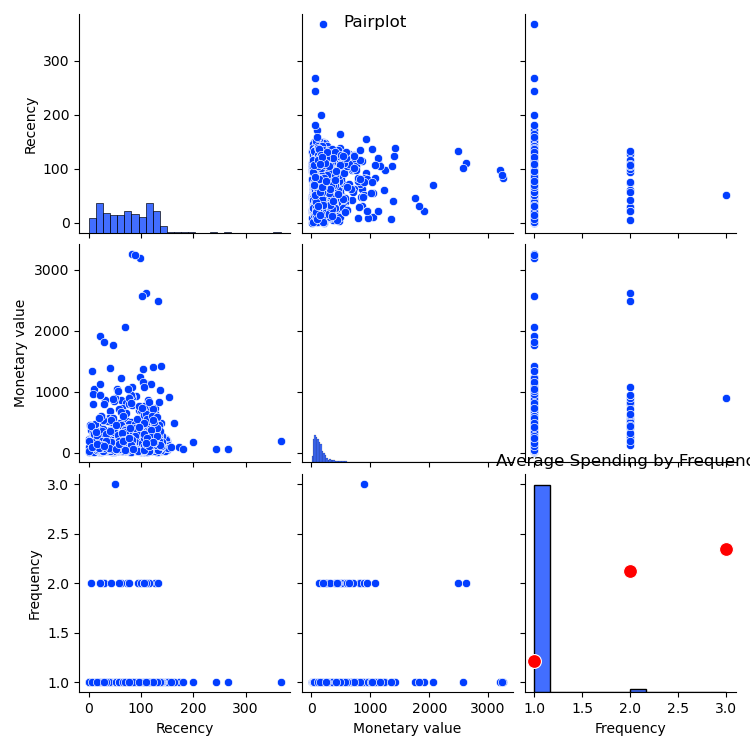 Pairplot
Recency
300
200
100
0
Monetary value
3000
2000
1000
0
Average Spending by Frequenc
Frequency
3.0
2.5
2.0
1.5
1.0
0 100 200 300
0 1000 2000 3000
1.0 1.5 2.0 2.5 3.0
Recency
Monetary value
Frequency